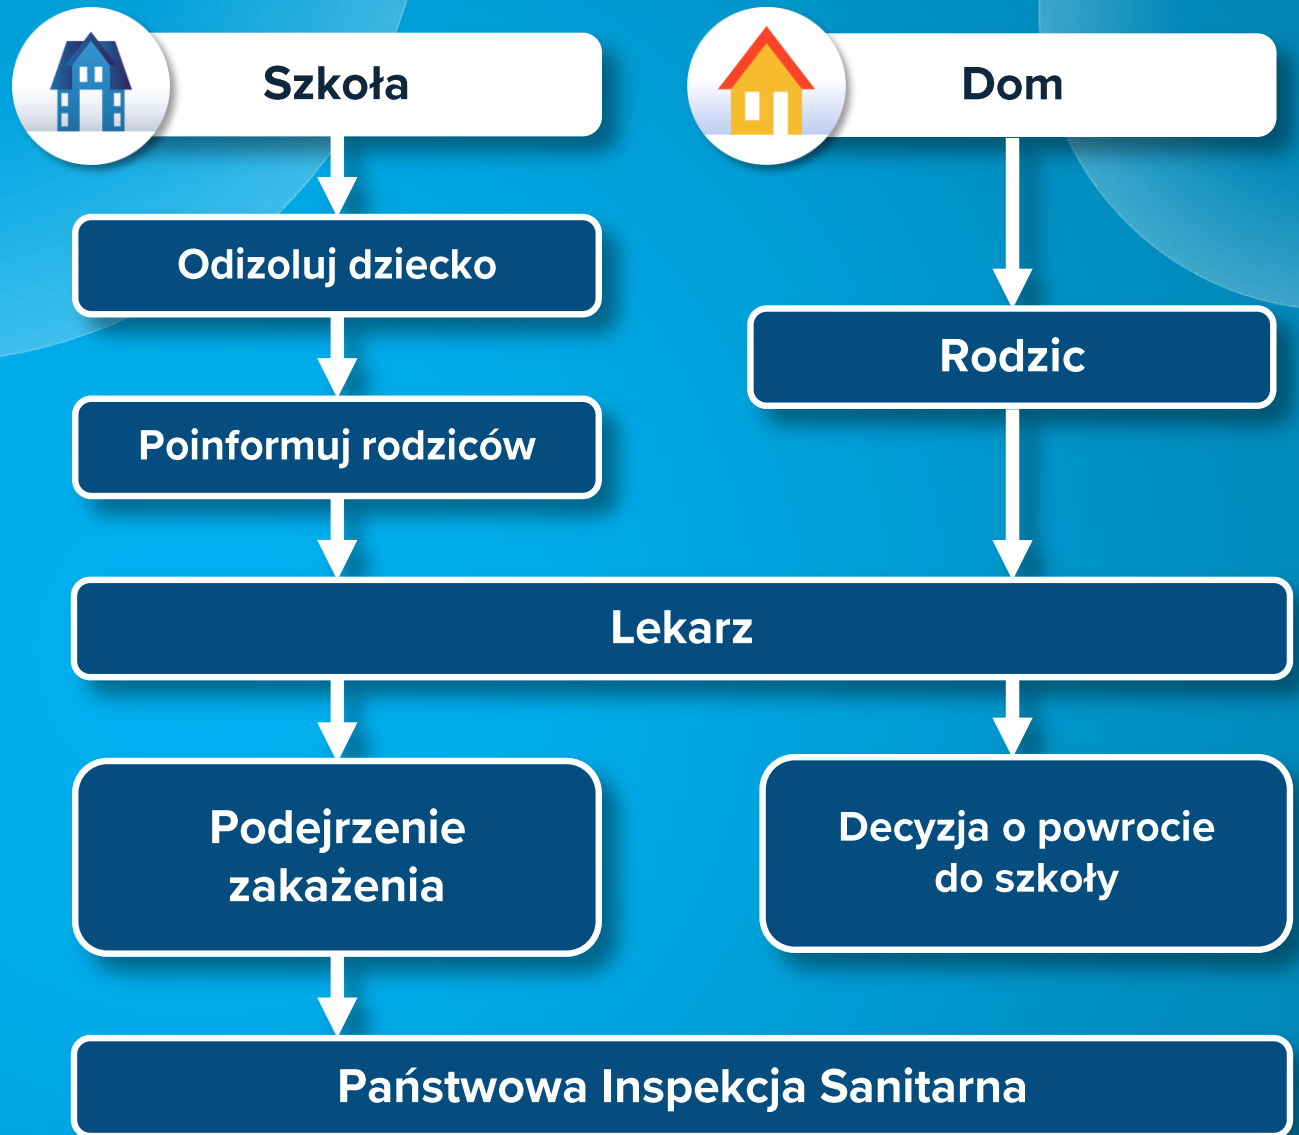 Szkoła
Dom
Odizoluj dziecko
Rodzic
Poinformuj rodziców
Lekarz
Podejrzenie
zakażenia
Decyzja o powrocie
do szkoły
Państwowa Inspekcja Sanitarna